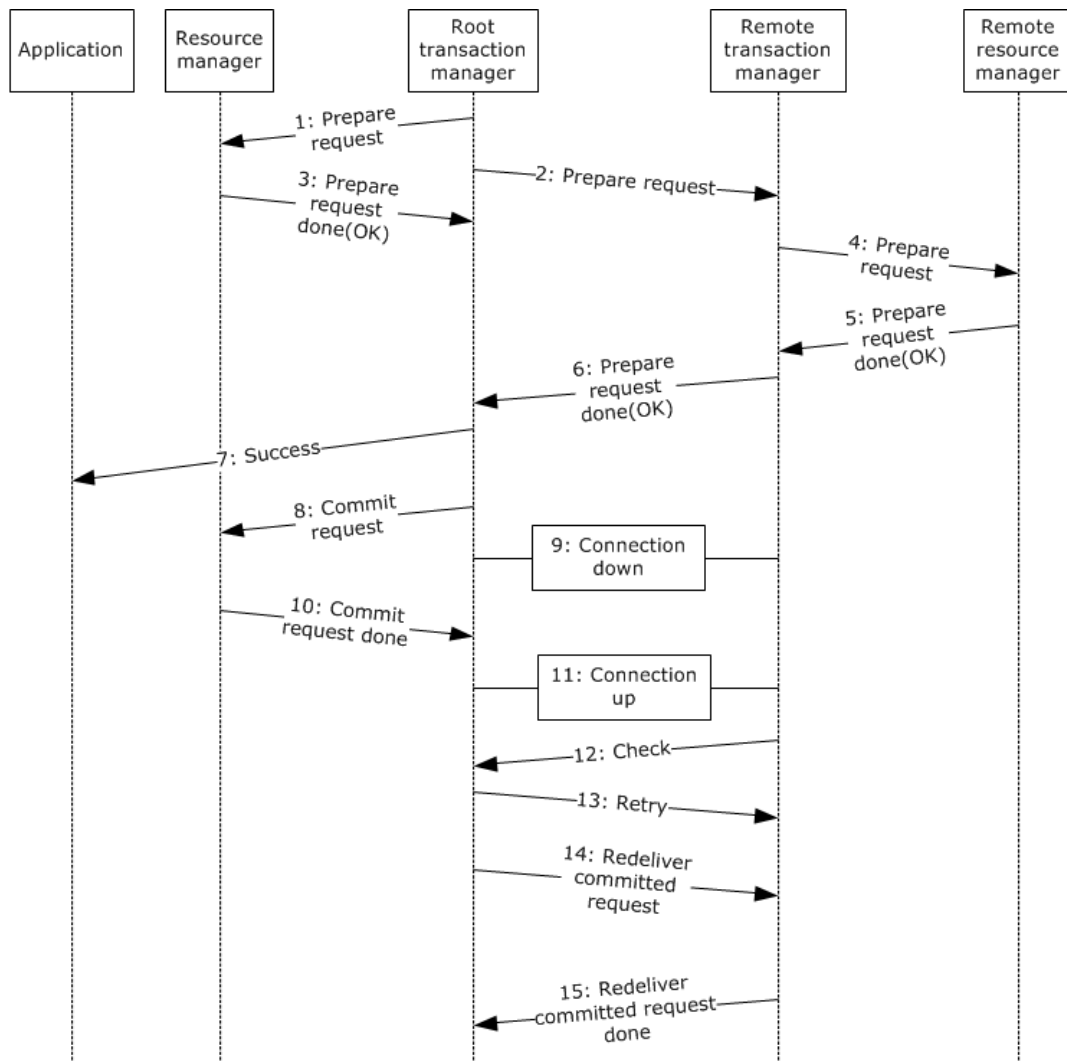 Application
Resource
manager
Root
transaction
manager
Remote
transaction
manager
Remote
resource
manager
1: Prepare
request
2: Prepare request
3: Prepare
request
done(OK)
4: Prepare
request
5: Prepare
request
done(OK)
6: Prepare
request
done(OK)
7: Success
8: Commit
request
9: Connection
down
10: Commit
request done
11: Connection
up
12: Check
13: Retry
14: Redeliver
committed
request
15: Redeliver
committed request
done